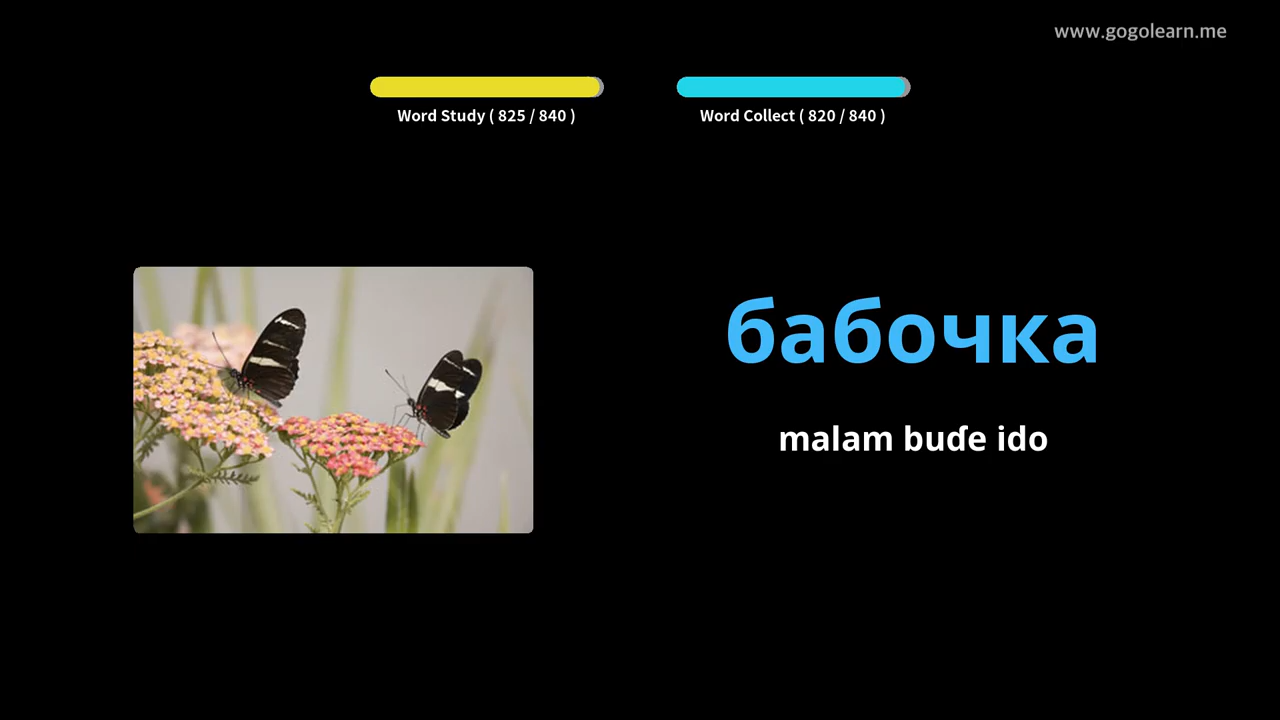 www.gogolearn.me
Word Study ( 825 / 840 )
Word Collect ( 820 / 840 )
бабочка
malam buɗe ido